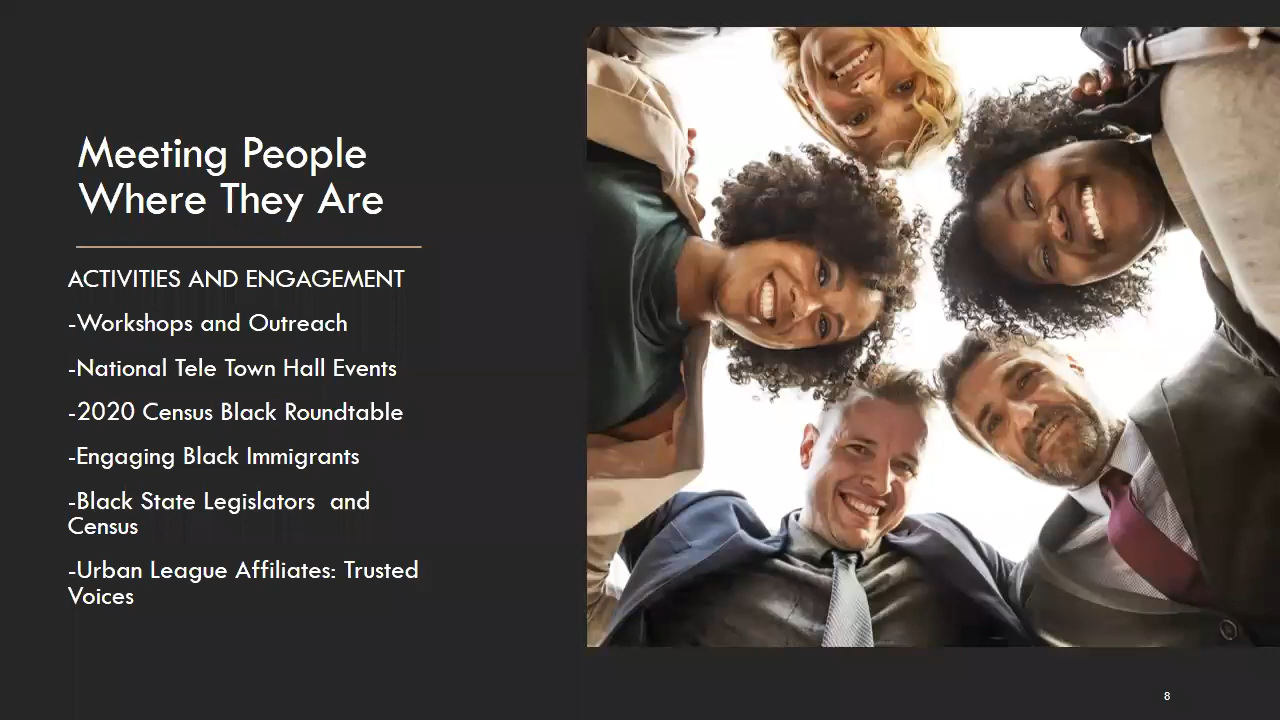 Meeting People
Where They Are
ACTIVITIES AND ENGAGEMENT
-Workshops and Outreach
-National Tele Town Hall Events
-2020 Census Black Roundtable
-Engaging Black Immigrants
-Black State Legislators  and
Census
-Urban League Affiliates: Trusted
Voices
8